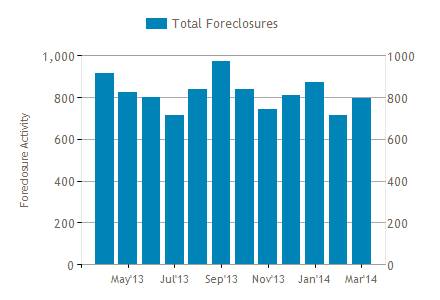 Total Foreclosures
Foreclosure Activity
1,000 1000
800 800
600 600
400 400
200 200
0 0
May'13 Jul'13 Sep'13 Nov'13 Jan'14 Mar'14